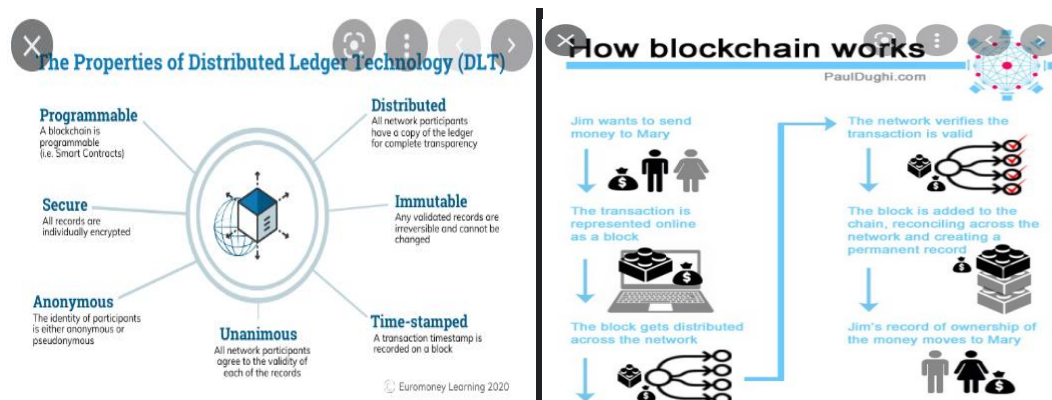 The Properties of Distributed Ledger Technology (DLT)
Programmable
A blockchain is
programmable
(i.e. Smart Contracts)
Distributed
All network participants
have a copy of the ledger
for complete transparency
Secure
All records are
individually encrypted
Immutable
Any validated records are
irreversible and cannot be
changed
Anonymous
The identity of participants
is either anonymous or
pseudonymous
Unanimous
All network participants
agree to the validity of
each of the records
Time-stamped
A transaction timestamp is
recorded on a block
© Euromoney Learning 2020
How blockchain works
PaulDughi.com
Jim wants to send
money to Mary
$
The transaction is
represented online
as a block
$
The block gets distributed
across the network
$
The network verifies the
transaction is valid
$
The block is added to the
chain, reconciling across the
network and creating a
permanent record
$
Jim's record of ownership of
the money moves to Mary
$